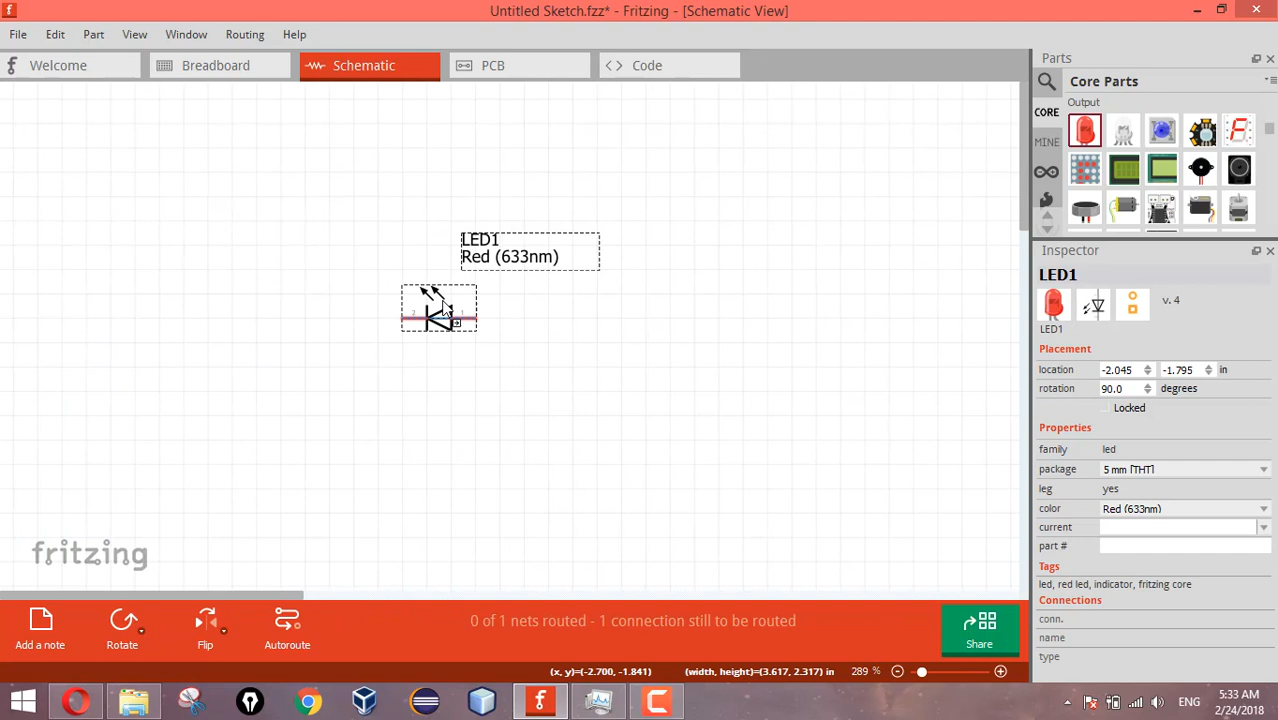 Untitled Sketch.fzz* - Fritzing - [Schematic View]
File Edit Part View Window Routing Help
Welcome Breadboard Schematic PCB Code
Parts
Core Parts
CORE
MINE
Output
LED1
Red (633nm)
2 1
fritzing
Inspector
LED1
v. 4
LED1
Placement
location -2.045 -1.795 in
rotation 90.0 degrees
Locked
Properties
family led
package 5 mm [THT]
leg yes
color Red (633nm)
current
part #
Tags
led, red led, indicator, fritzing core
Connections
conn.
name
type
Add a note Rotate Flip Autoroute
0 of 1 nets routed - 1 connection still to be routed
Share
(x, y)=(-2.700, -1.841) (width, height)=(3.617, 2.317) in 289 %
ENG
5:33 AM
2/24/2018